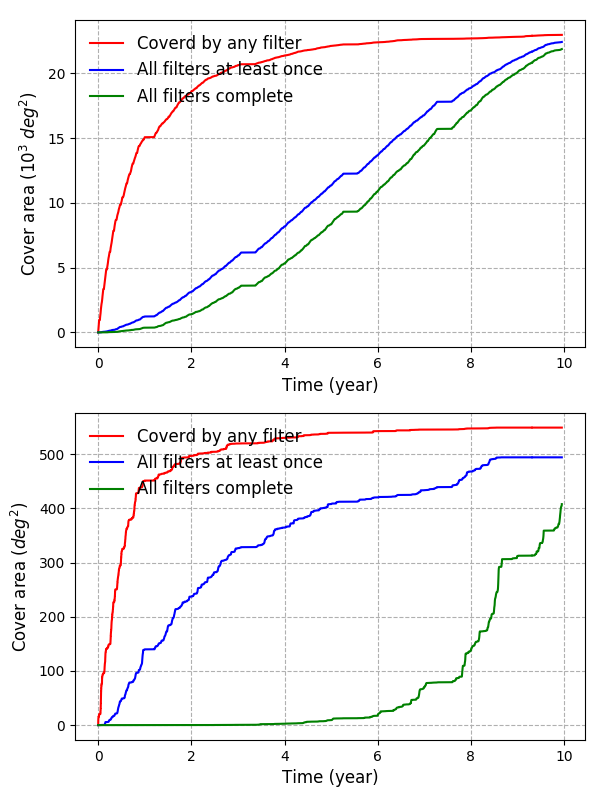 Coverd by any filter
All filters at least once
All filters complete
Cover area (10³ deg²)
20
15
10
5
0
0 2 4 6 8 10
Time (year)
Coverd by any filter
All filters at least once
All filters complete
Cover area (deg²)
500
400
300
200
100
0
0 2 4 6 8 10
Time (year)